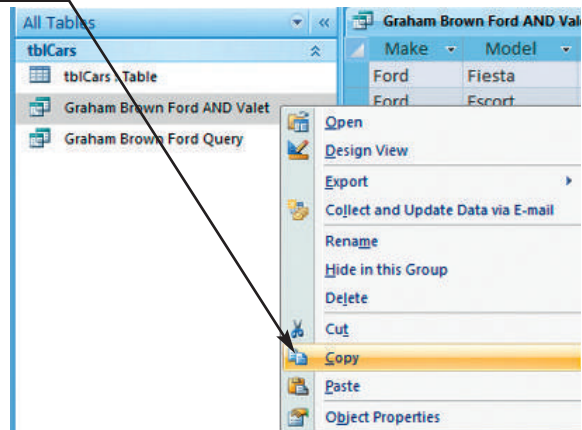 All Tables
«
Graham Brown Ford AND Val
tblCars
Make
Model
tblCars : Table
Ford
Fiesta
Graham Brown Ford AND Valet
Ford
Escort
Graham Brown Ford Query
Open
Design View
Export
Collect and Update Data via E-mail
Rename
Hide in this Group
Delete
Cut
Copy
Paste
Object Properties